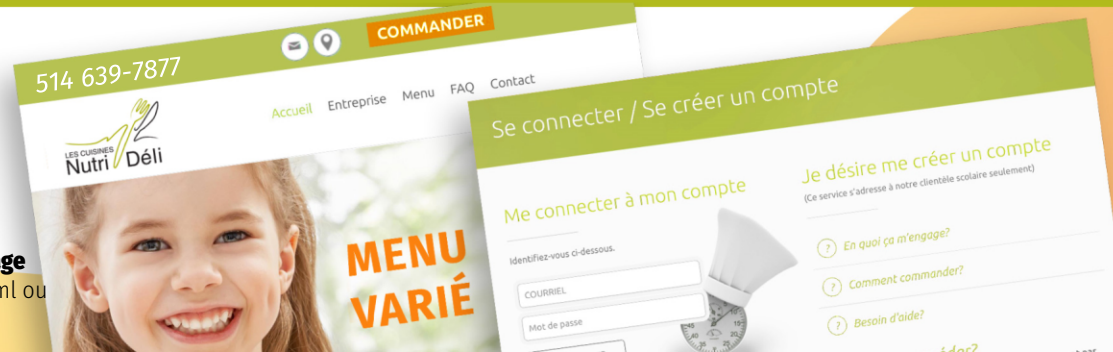 COMMANDER
514 639-7877
Accueil Entreprise Menu FAQ Contact
LES CUISINES
Nutri Déli
MENU
VARIÉ
ge
ml ou
Se connecter / Se créer un compte
Me connecter à mon compte
Identifiez-vous ci-dessous.
COURRIEL
Mot de passe
Je désire me créer un compte
(Ce service s'adresse à notre clientèle scolaire seulement)
? En quoi ça m'engage?
? Comment commander?
? Besoin d'aide?